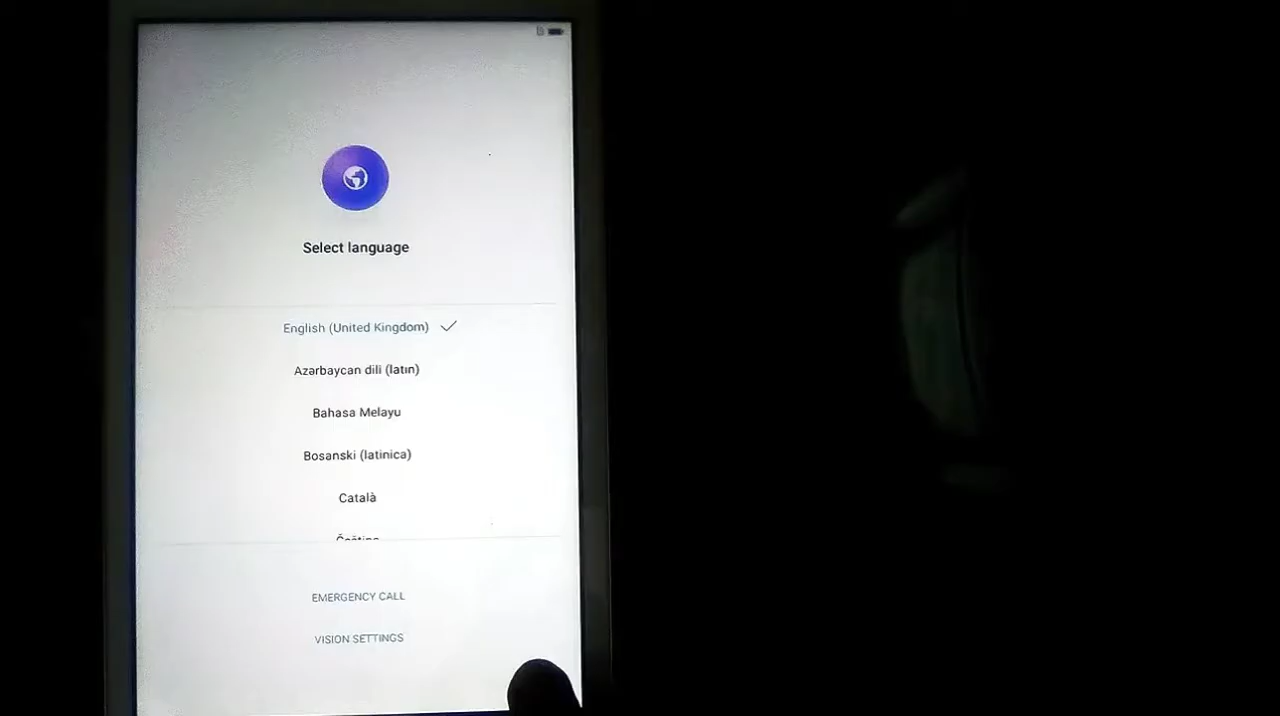 Select language
English (United Kingdom)
Azərbaycan dili (latın)
Bahasa Melayu
Bosanski (latinica)
Català
EMERGENCY CALL
VISION SETTINGS